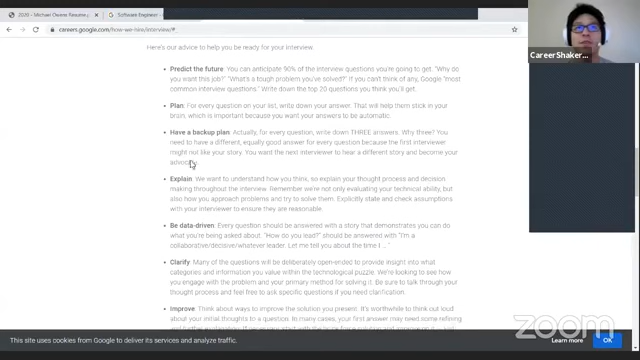 2020 - Michael Owens Resume.p
Software Engineer
careers.google.com/how-we-hire/interview/#_
Here's our advice to help you be ready for your interview.
• Predict the future: You can anticipate 90% of the interview questions you're going to get. "Why do
you want this job?" "What's a tough problem you've solved?" If you can't think of any, Google "most
common interview questions." Write down the top 20 questions you think you'll get.
• Plan: For every question on your list, write down your answer. That will help them stick in your
brain, which is important because you want your answers to be automatic.
• Have a backup plan: Actually, for every question, write down THREE answers. Why three? You
need to have a different, equally good answer for every question because the first interviewer
might not like your story. You want the next interviewer to hear a different story and become your
advocate.
• Explain: We want to understand how you think, so explain your thought process and decision
making throughout the interview. Remember we're not only evaluating your technical ability, but
also how you approach problems and try to solve them. Explicitly state and check assumptions
with your interviewer to ensure they are reasonable.
• Be data-driven: Every question should be answered with a story that demonstrates you can do
what you're being asked about. "How do you lead?" should be answered with "I'm a
collaborative/decisive/whatever leader. Let me tell you about the time I ... "
• Clarify: Many of the questions will be deliberately open-ended to provide insight into what
categories and information you value within the technological puzzle. We're looking to see how
you engage with the problem and your primary method for solving it. Be sure to talk through your
thought process and feel free to ask specific questions if you need clarification.
• Improve: Think about ways to improve the solution you present. It's worthwhile to think out loud
about your initial thoughts to a question. In many cases, your first answer may need some refining
and further explanation. If necessary, start with the brute force solution and improve on it — just
This site uses cookies from Google to deliver its services and analyze traffic.
Learn more
OK
CareerShaker...
zoom